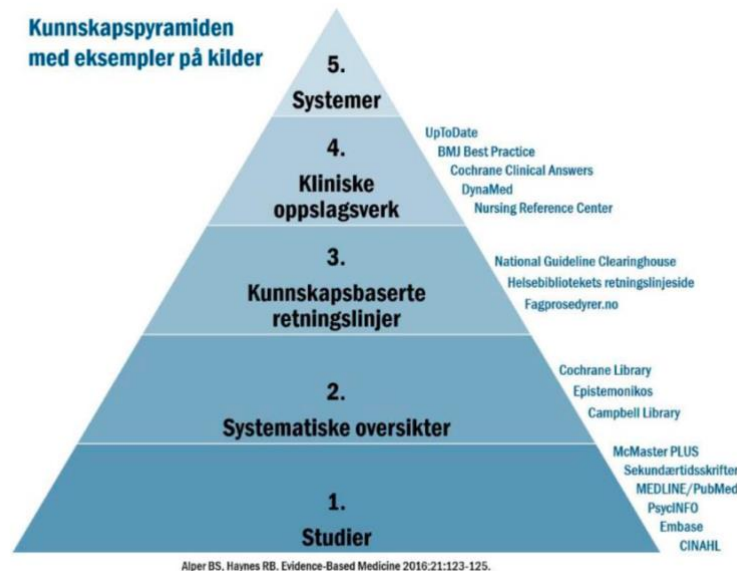 Kunnskapspyramiden
med eksempler på kilder
5.
Systemer
4.
Kliniske
oppslagsverk
UpToDate
BMJ Best Practice
Cochrane Clinical Answers
DynaMed
Nursing Reference Center
3.
Kunnskapsbaserte
retningslinjer
National Guideline Clearinghouse
Helsebibliotekets retningslinjeside
Fagprosedyrer.no
2.
Systematiske oversikter
Cochrane Library
Epistemonikos
Campbell Library
1.
Studier
McMaster PLUS
Sekundærtidsskrifter
MEDLINE/PubMed
PsycINFO
Embase
CINAHL
Alper BS, Haynes RB. Evidence-Based Medicine 2016;21:123-125.